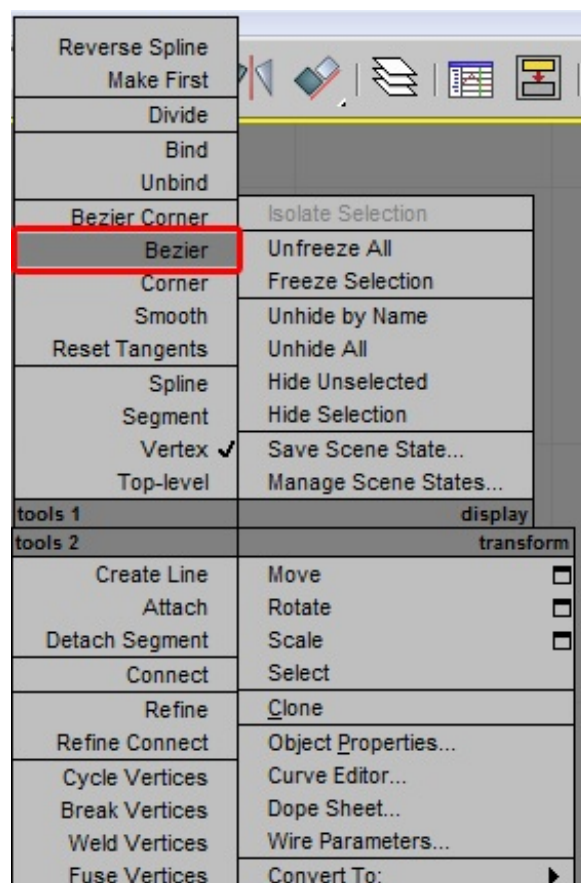 Reverse Spline
Make First
Divide
Bind
Unbind
Bezier Corner
Bezier
Corner
Smooth
Reset Tangents
Spline
Segment
Vertex
Top-level
tools 1
Isolate Selection
Unfreeze All
Freeze Selection
Unhide by Name
Unhide All
Hide Unselected
Hide Selection
Save Scene State...
Manage Scene States...
display
tools 2
Create Line
Attach
Detach Segment
Connect
Refine
Refine Connect
Cycle Vertices
Break Vertices
Weld Vertices
Fuse Vertices
transform
Move
Rotate
Scale
Select
Clone
Object Properties...
Curve Editor...
Dope Sheet...
Wire Parameters...
Convert To: